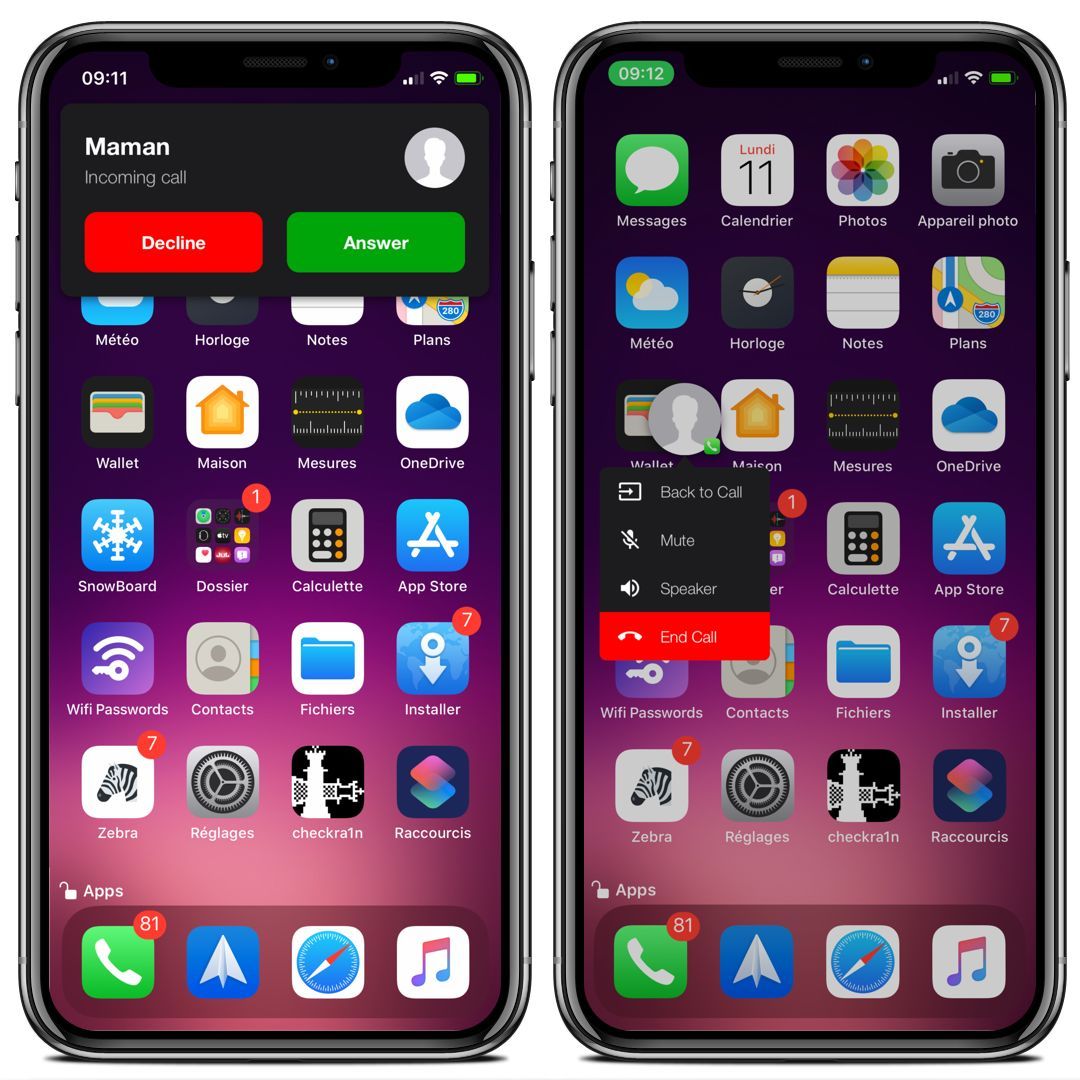 09:11
Maman
Incoming call
Decline
Answer
280
Météo
Horloge
Notes
Plans
Wallet
Maison
Mesures
OneDrive
1
SnowBoard
Dossier
Calculette
App Store
7
Wifi Passwords
Contacts
Fichiers
Installer
7
Zebra
Réglages
checkra1n
Raccourcis
Apps
81
09:12
Lundi
11
Messages
Calendrier
Photos
Appareil photo
280
Météo
Horloge
Notes
Plans
Wallet
Maison
Mesures
OneDrive
Back to Call
1
Mute
Speaker
er
Calculette
App Store
End Call
7
Wifi Passwords
Contacts
Fichiers
Installer
7
Zebra
Réglages
checkra1n
Raccourcis
Apps
81